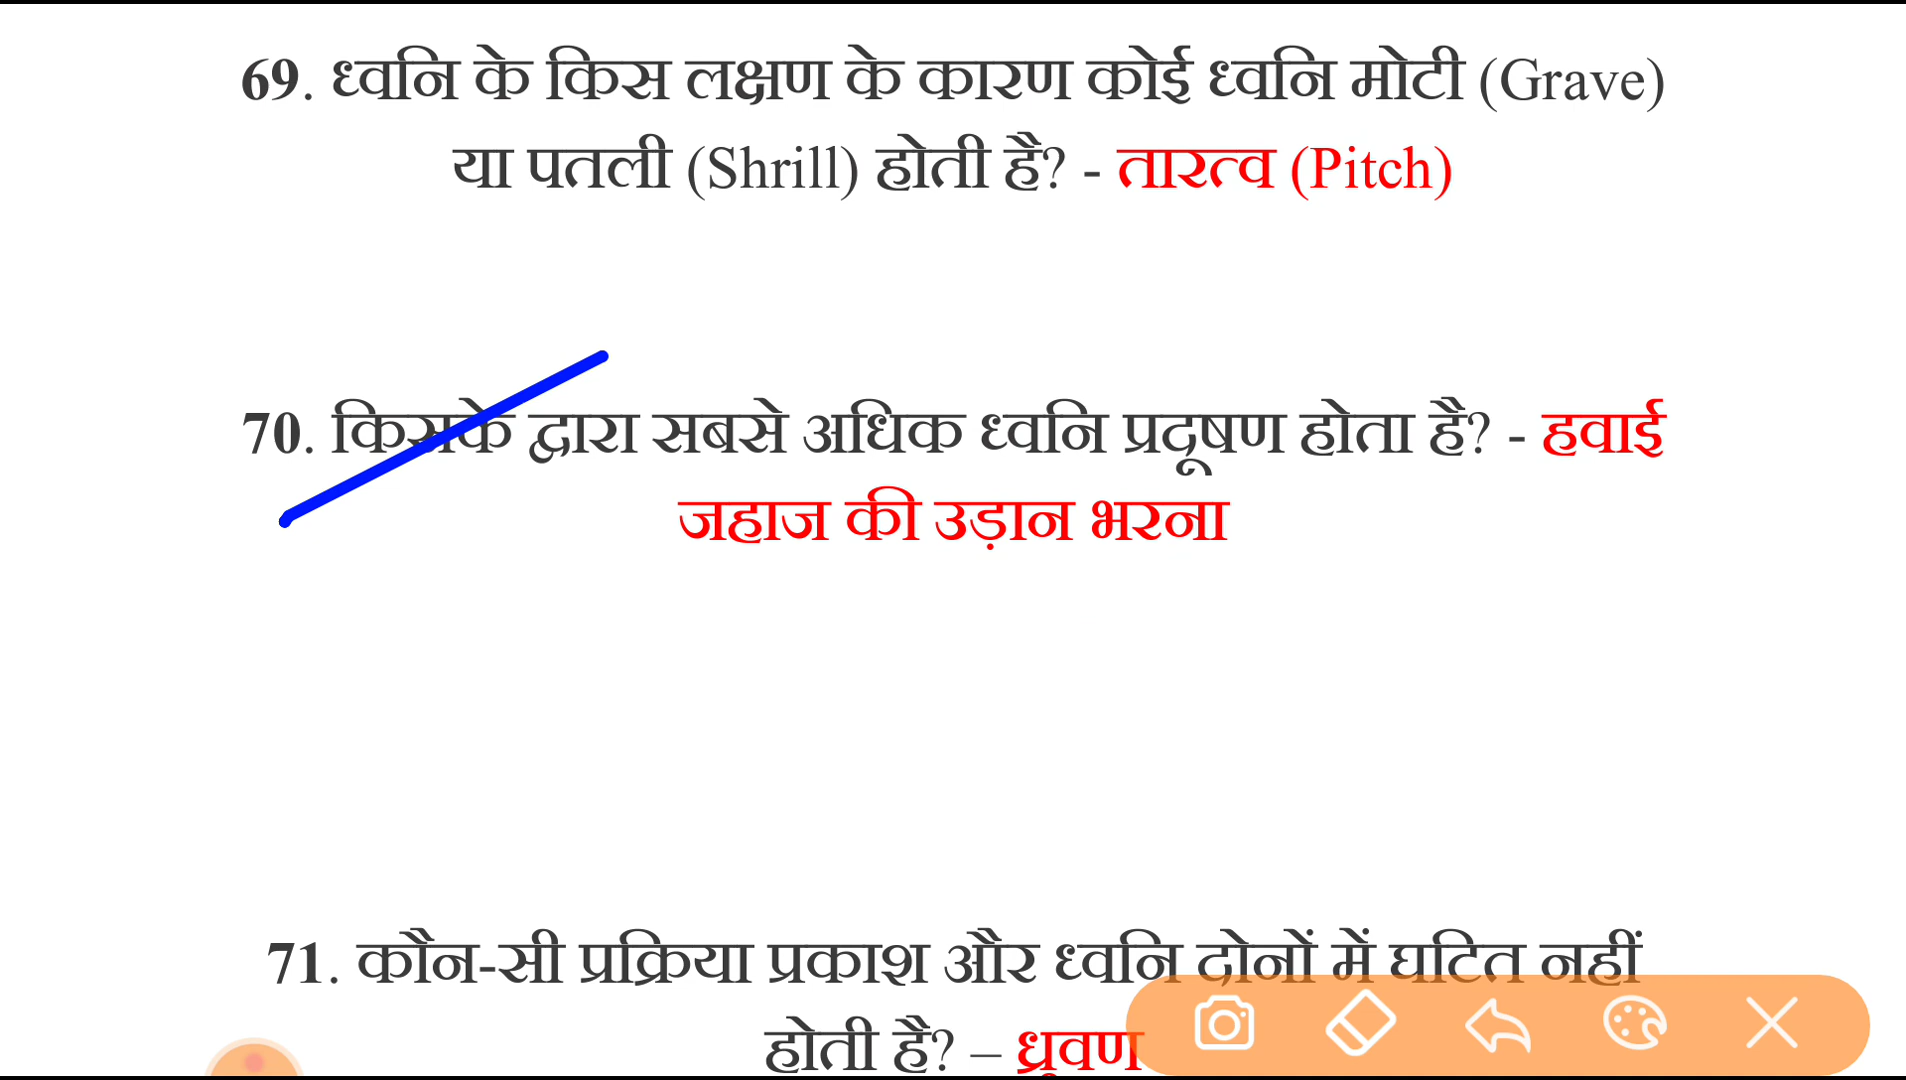 69. ध्वनि के किस लक्षण के कारण कोई ध्वनि मोटी (Grave)
या पतली (Shrill) होती है? - तारत्व (Pitch)
70. किसके द्वारा सबसे अधिक ध्वनि प्रदूषण होता है? - हवाई
जहाज की उड़ान भरना
71. कौन-सी प्रक्रिया प्रकाश और ध्वनि दोनों में घटित नहीं
होती है? – ध्रुवण